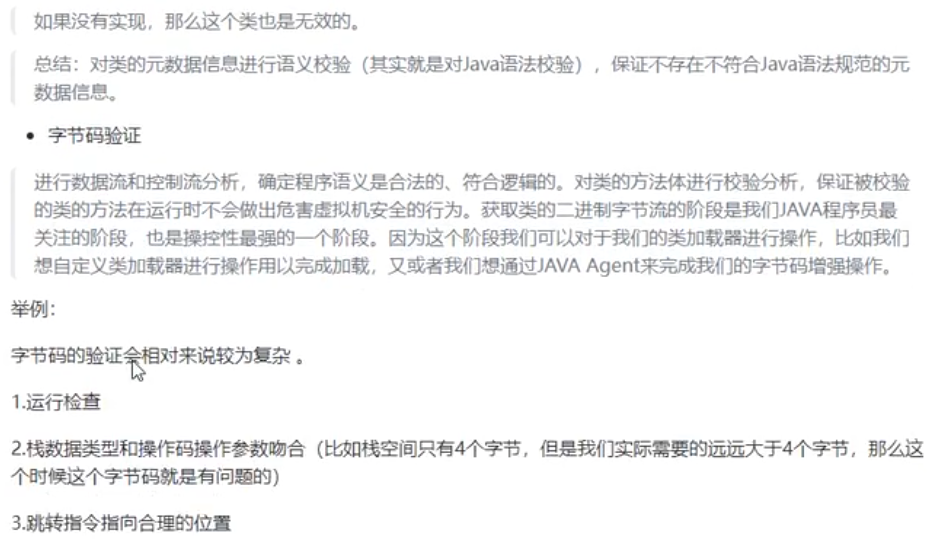 如果没有实现，那么这个类也是无效的。
总结：对类的元数据信息进行语义校验（其实就是对Java语法校验），保证不存在不符合Java语法规范的元
数据信息。
• 字节码验证
进行数据流和控制流分析，确定程序语义是合法的、符合逻辑的。对类的方法体进行校验分析，保证被校验
的类的方法在运行时不会做出危害虚拟机安全的行为。获取类的二进制字节流的阶段是我们JAVA程序员最
关注的阶段，也是操控性最强的一个阶段。因为这个阶段我们可以对于我们的类加载器进行操作，比如我们
想自定义类加载器进行操作用以完成加载，又或者我们想通过JAVA Agent来完成我们的字节码增强操作。
举例：
字节码的验证会相对来说较为复杂 。
1.运行检查
2.栈数据类型和操作码操作参数吻合（比如栈空间只有4个字节，但是我们实际需要的远远大于4个字节，那么这
个时候这个字节码就是有问题的）
3.跳转指令指向合理的位置